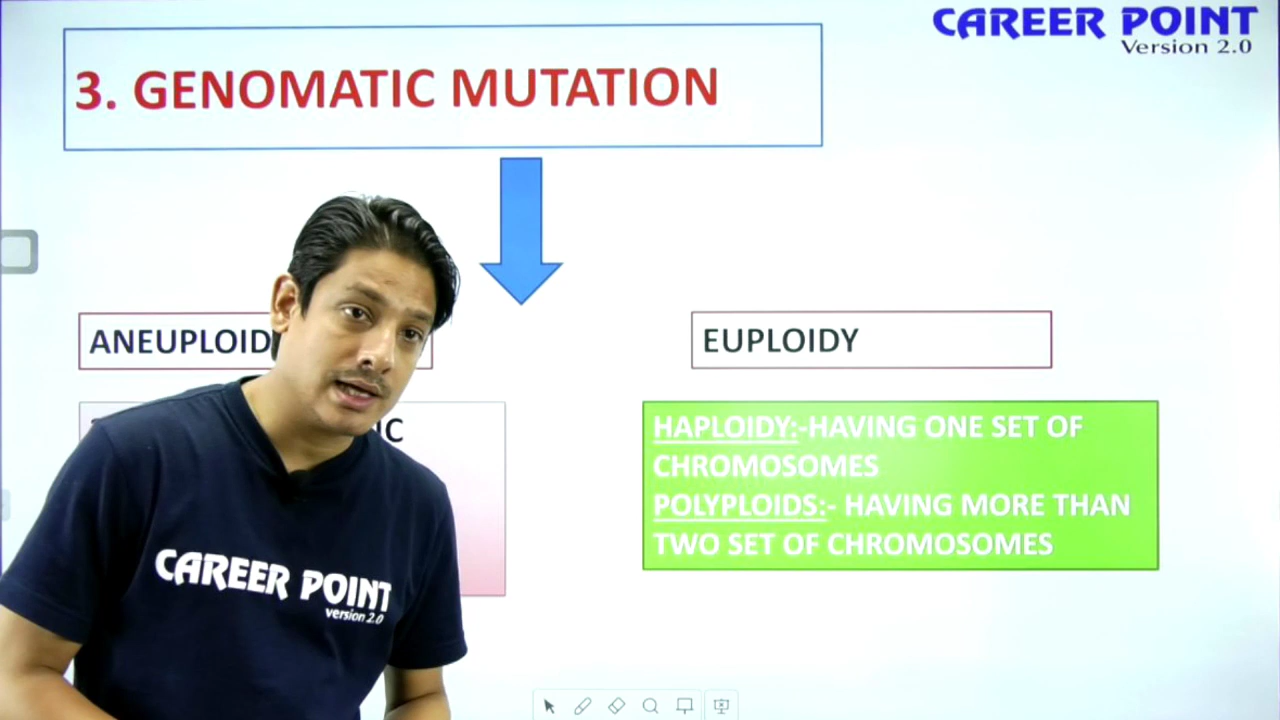 CAREER POINT
Version 2.0
3. GENOMATIC MUTATION
EUPLOIDY
HAPLOIDY:-HAVING ONE SET OF
CHROMOSOMES
POLYPLOIDS:- HAVING MORE THAN
TWO SET OF CHROMOSOMES
CAREER POINT
version 2.0